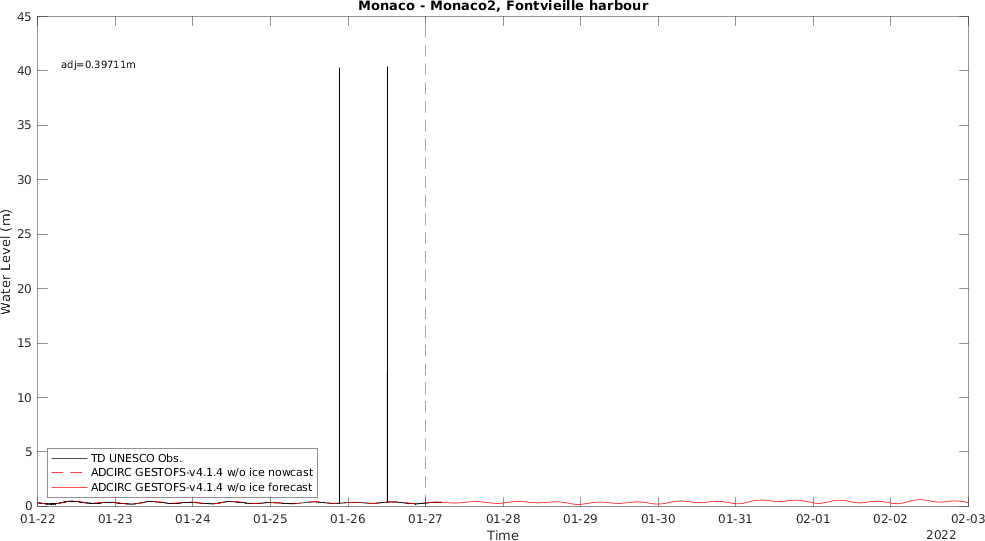 Monaco - Monaco2, Fontvieille harbour
45
40
35
30
25
20
15
10
5
0
Water Level (m)
adj=0.39711m
TD UNESCO Obs.
ADCIRC GESTOFS-v4.1.4 w/o ice nowcast
ADCIRC GESTOFS-v4.1.4 w/o ice forecast
01-22 01-23 01-24 01-25 01-26 01-27 01-28 01-29 01-30 01-31 02-01 02-02 02-03
Time
2022